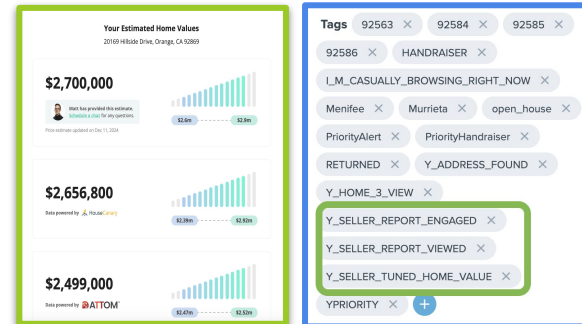 Your Estimated Home Values
20169 Hillside Drive, Orange, CA 92869
$2,700,000
Matt has provided this estimate.
Schedule a chat for any questions.
Price estimate updated on Dec 11, 2024
$2.6m
$2.9m
$2,656,800
Data powered by HouseCanary
$2.39m
$2.92m
$2,499,000
Data powered by ATTOM
$2.47m
$2.52m
Tags 92563 × 92584 × 92585 ×
92586 × HANDRAISER ×
I_M_CASUALLY_BROWSING_RIGHT_NOW ×
Menifee × Murrieta × open_house ×
PriorityAlert × PriorityHandraiser ×
RETURNED × Y_ADDRESS_FOUND ×
Y_HOME_3_VIEW ×
Y_SELLER_REPORT_ENGAGED ×
Y_SELLER_REPORT_VIEWED ×
Y_SELLER_TUNED_HOME_VALUE ×
YPRIORITY × +